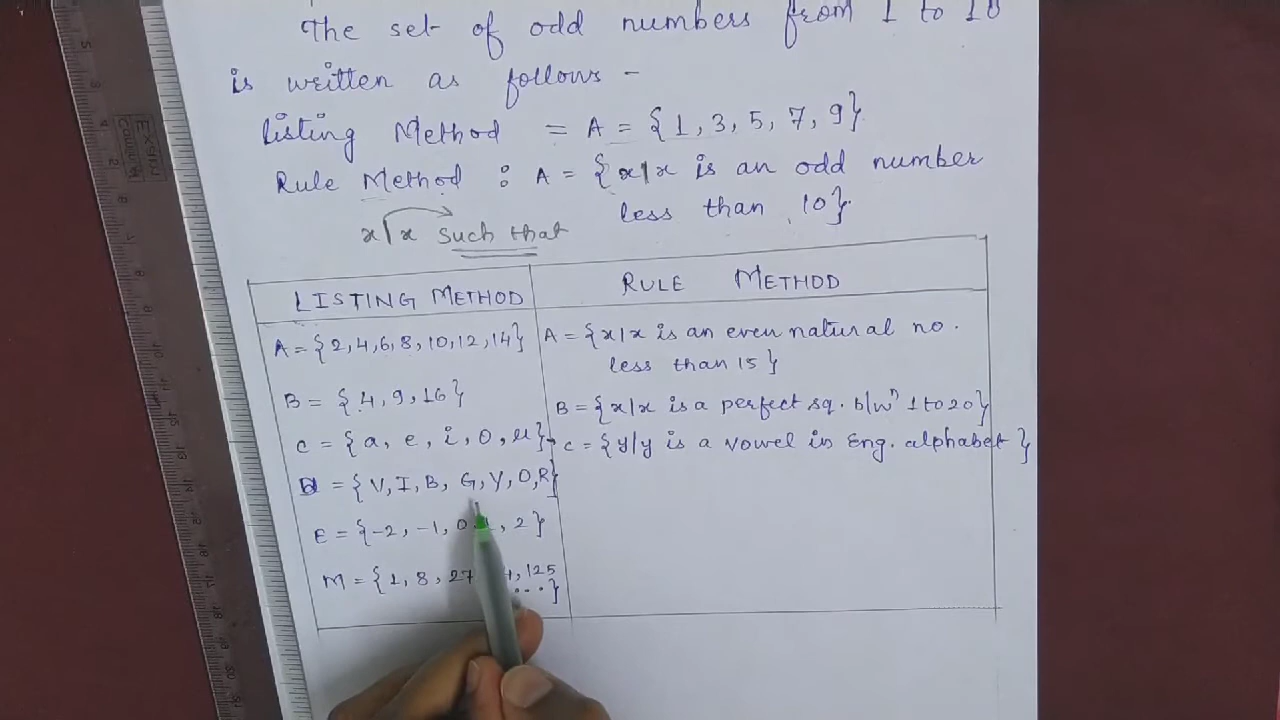 The set of odd numbers from 1 to 10
is written as follows -
Listing Method = A = {1, 3, 5, 7, 9}
Rule Method : A = {x|x is an odd number
less than 10}.
x/x such that
LISTING METHOD RULE METHOD
A = {2,4,6,8,10,12,14} A = {x/x is an even natural no.
less than 15}
B = {4,9,16} B = {x/x is a perfect sq. b/wn 1 to 20}
C = {a, e, i, o, u} C = {y/y is a vowel in Eng. alphabet}
D = {V, I, B, G, Y, O, R}
E = {-2, -1, 0, , 2}
M = {1, 8, 27 , 125
...}